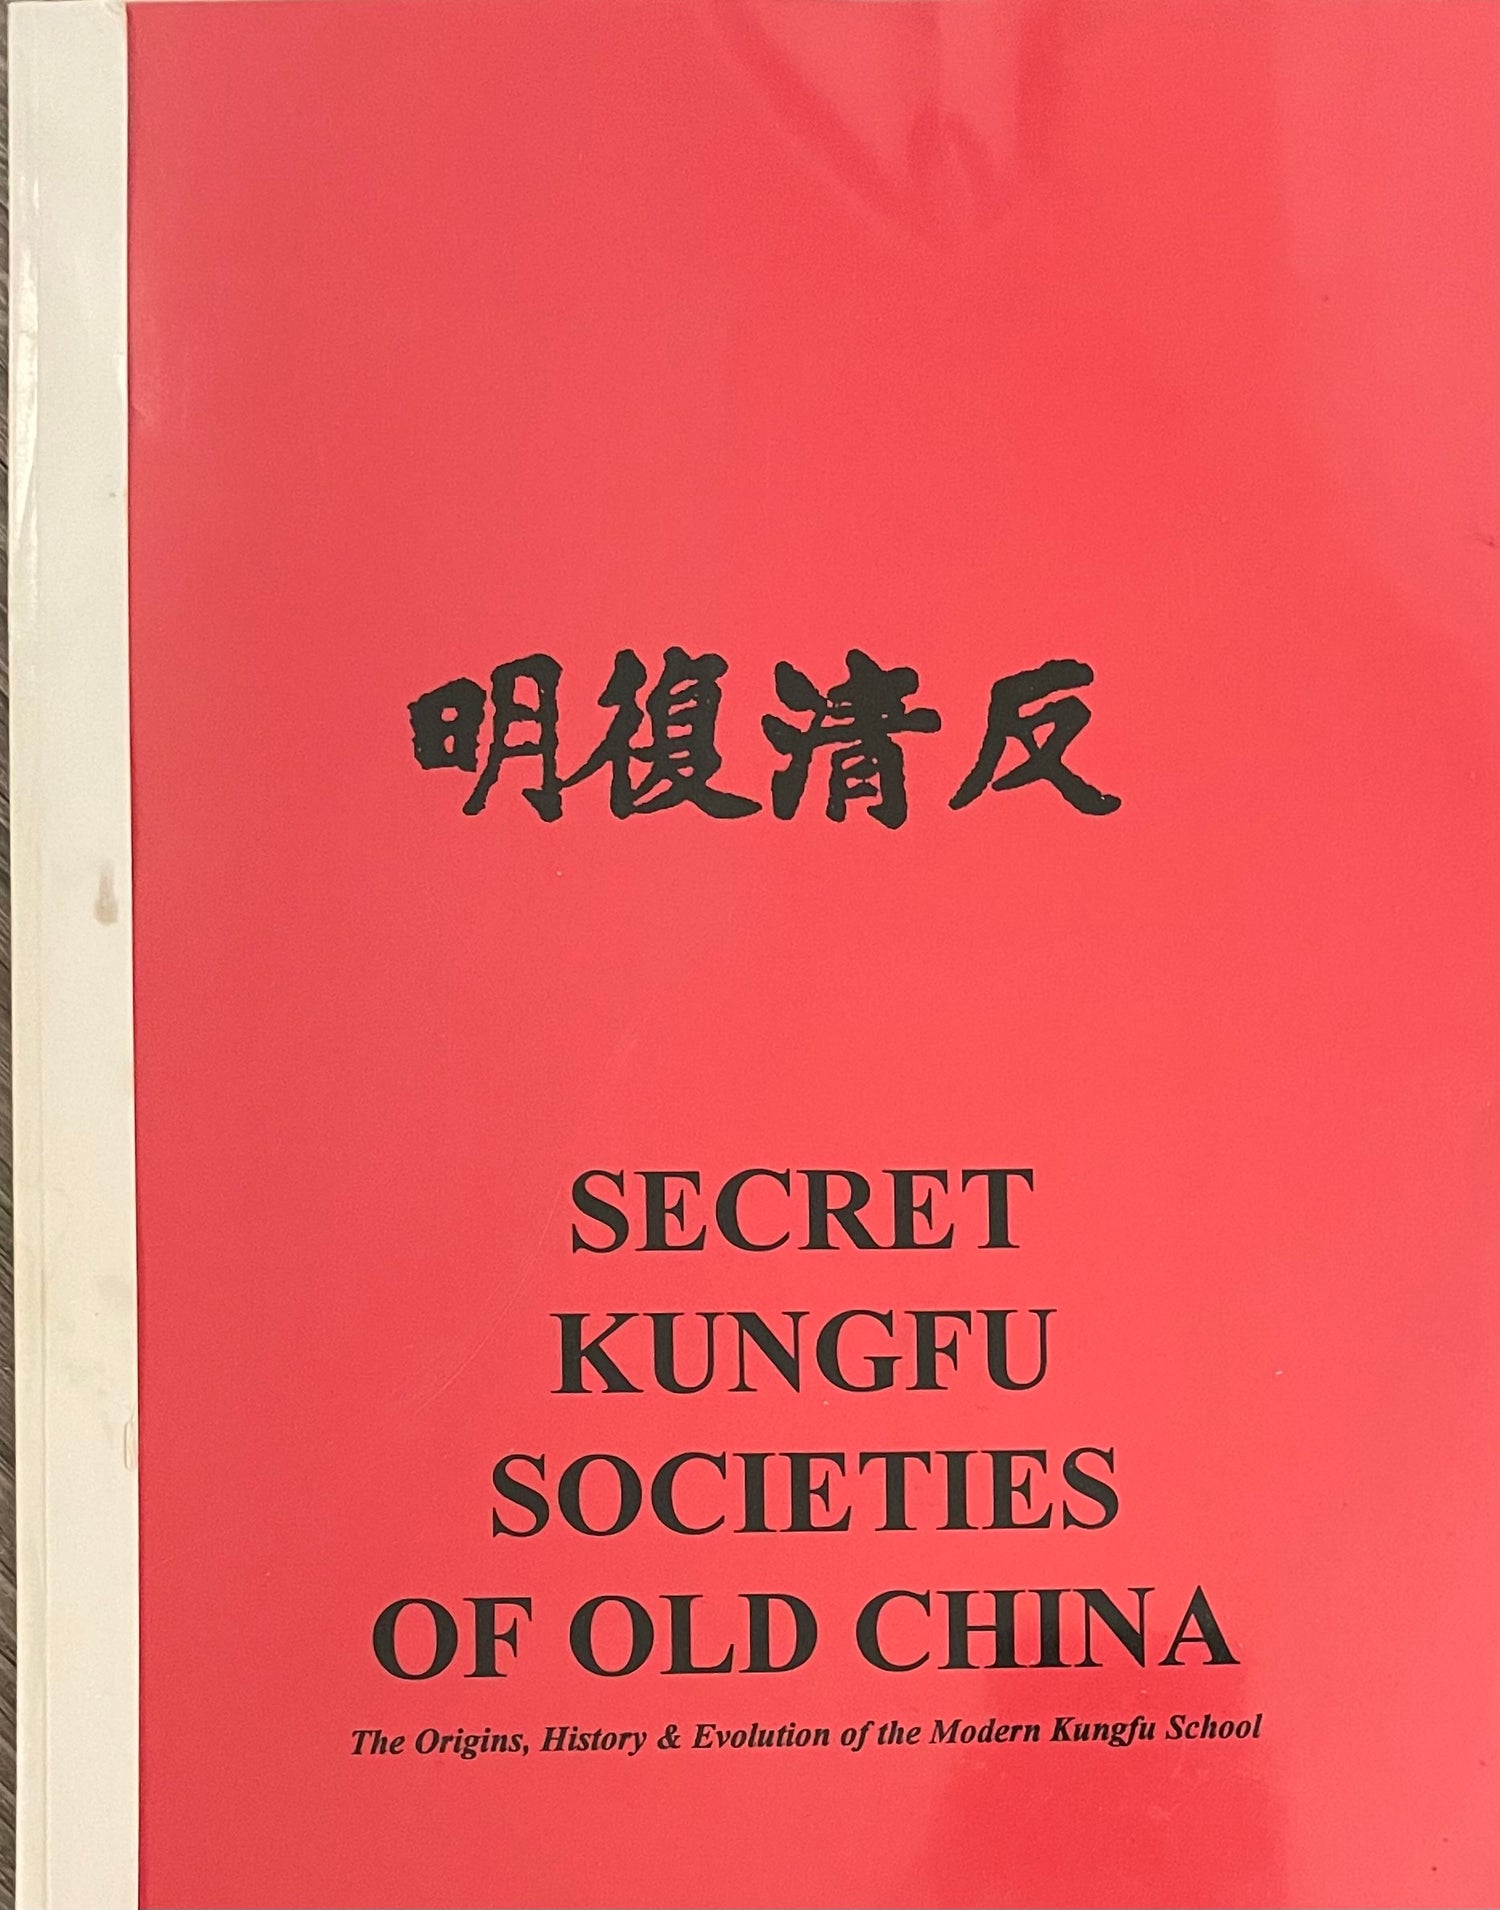 反清復明
SECRET
KUNGFU
SOCIETIES
OF OLD CHINA
The Origins, History & Evolution of the Modern Kungfu School